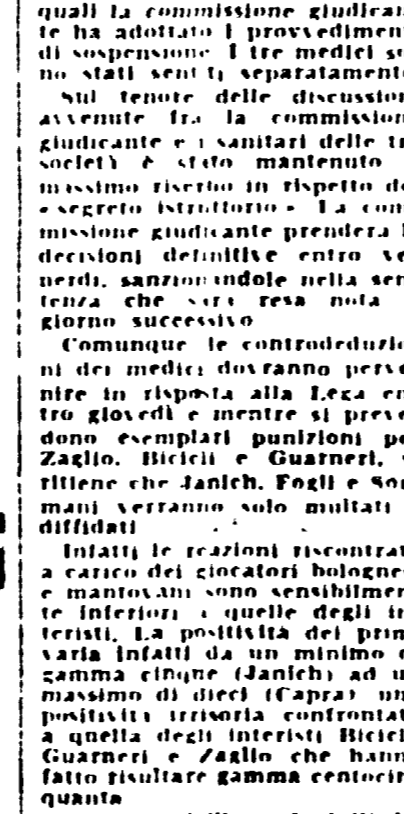 quali la commissione giudican
te ha adottato i provvediment
di sospensione I tre medici so
no stati sentiti separatamente
Sul tenore delle discussion
avvenute fra la commission
giudicante e i sanitari delle tr
società è stato mantenuto
massimo riserbo in rispetto de
«segreto istruttorio» La com
missione giudicante prenderà l
decisioni definitive entro ve
nerdì, sanzionandole nella sen
tenza che sarà resa nota
giorno successivo
Comunque le controdeduzio
ni dei medici dovranno perve
nire in risposta alla Lega en
tro giovedì e mentre si preve
dono esemplari punizioni pe
Zaglio, Bicicli e Guarneri,
ritiene che Janich, Fogli e Sor
mani verranno solo multati
diffidati
Infatti le reazioni riscontrat
a carico dei giocatori bologne
e mantovani sono sensibilmen
te inferiori a quelle degli in
teristi. La positività dei prim
varia infatti da un minimo d
gamma cinque (Janich) ad u
massimo di dieci (Capra) un
positività irrisoria confrontat
a quella degli interisti Bicicl
Guarneri e Zaglio che hann
fatto risultare gamma centocin
quanta